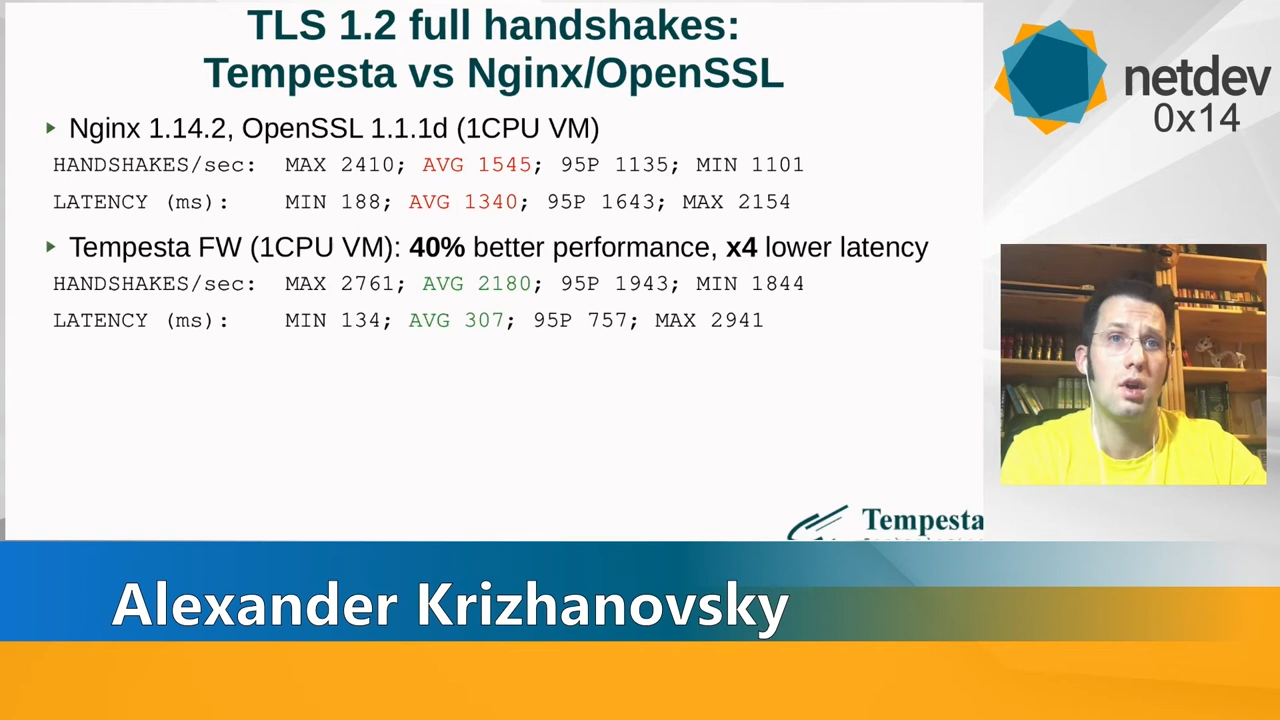 TLS 1.2 full handshakes:
Tempesta vs Nginx/OpenSSL
Nginx 1.14.2, OpenSSL 1.1.1d (1CPU VM)
HANDSHAKES/sec: MAX 2410; AVG 1545; 95P 1135; MIN 1101
LATENCY (ms): MIN 188; AVG 1340; 95P 1643; MAX 2154
Tempesta FW (1CPU VM): 40% better performance, x4 lower latency
HANDSHAKES/sec: MAX 2761; AVG 2180; 95P 1943; MIN 1844
LATENCY (ms): MIN 134; AVG 307; 95P 757; MAX 2941
Tempesta
netdev
0x14
Alexander Krizhanovsky